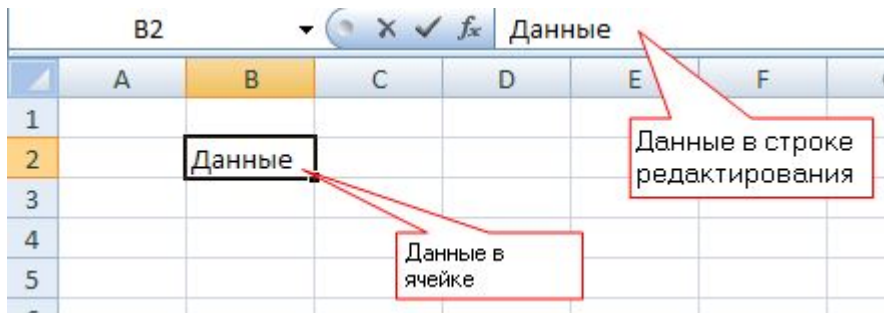 B2 fx Данные
A B C D E F
1
2 Данные
3
4
5
Данные в строке
редактирования
Данные в
ячейке